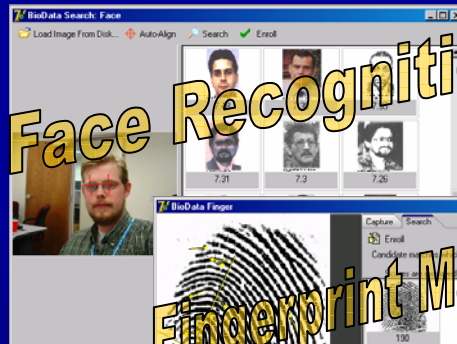 BioData Search: Face
Load Image From Disk... Auto-Align Search Enroll
Face Recogniti
7.31 7.3 7.26
BioData Finger
Capture Search
Enroll
Candidate
Fingerprint M
190